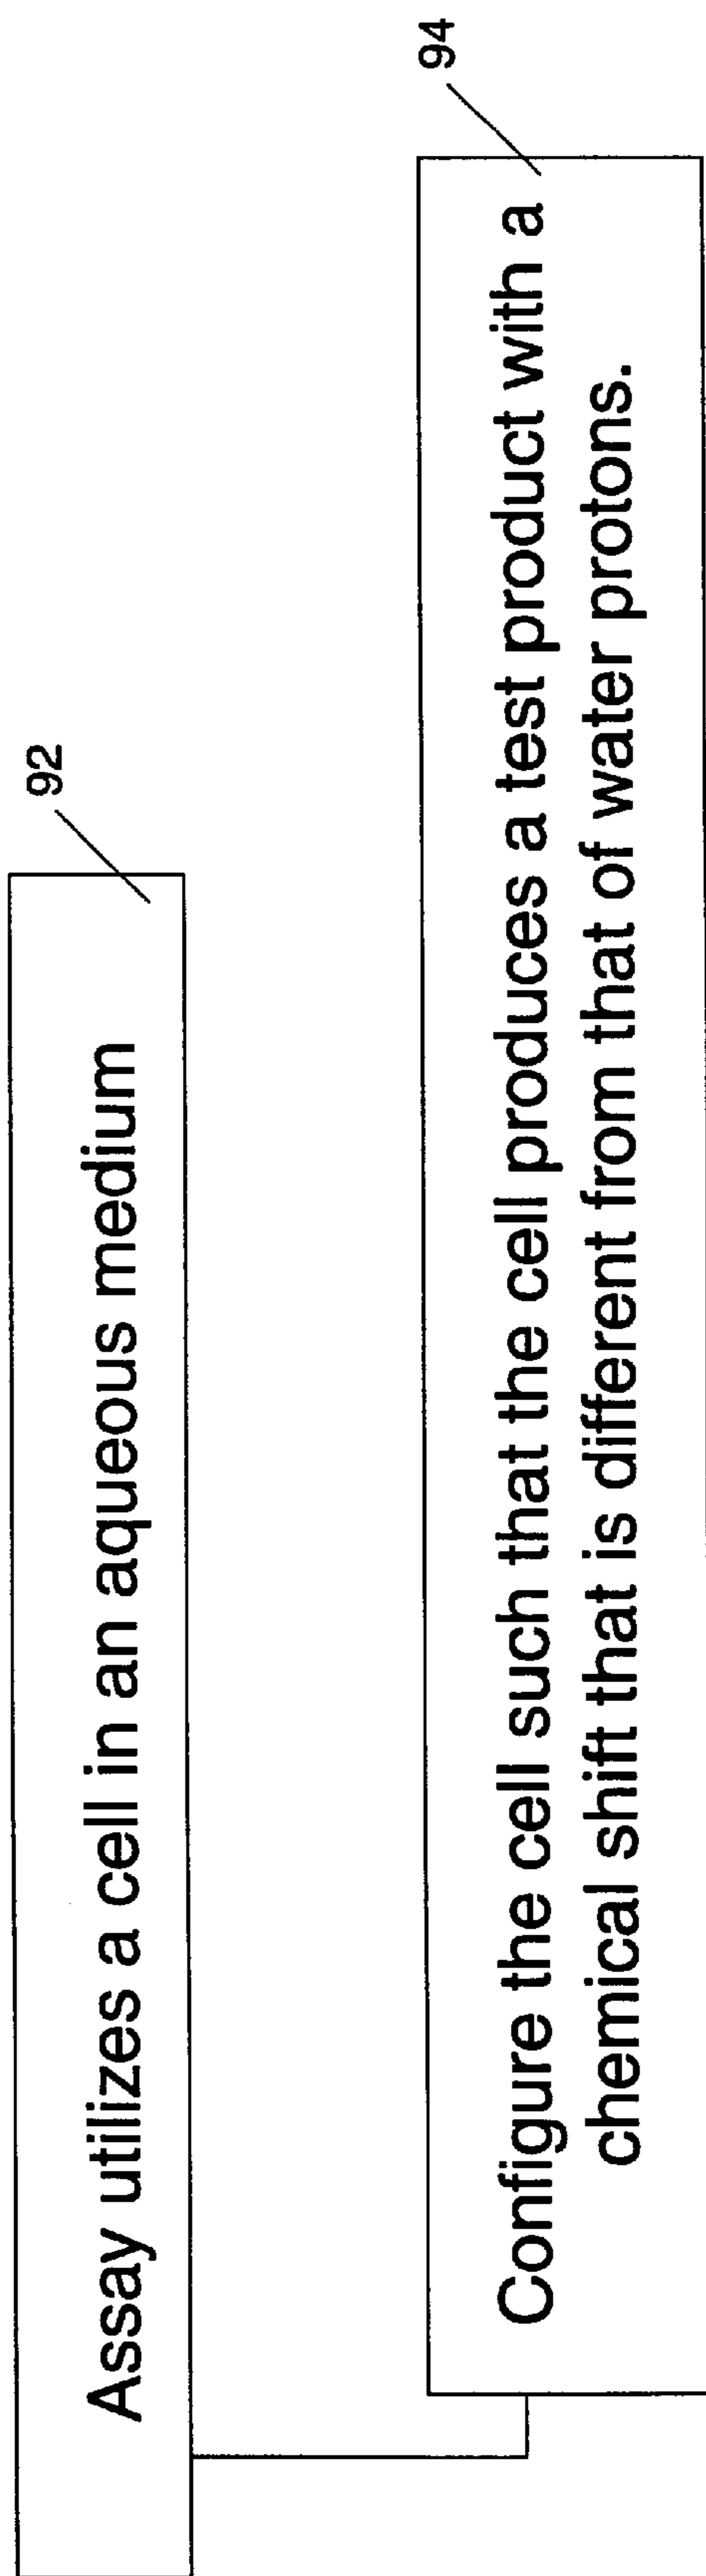 92
Assay utilizes a cell in an aqueous medium
94
Configure the cell such that the cell produces a test product with a
chemical shift that is different from that of water protons.